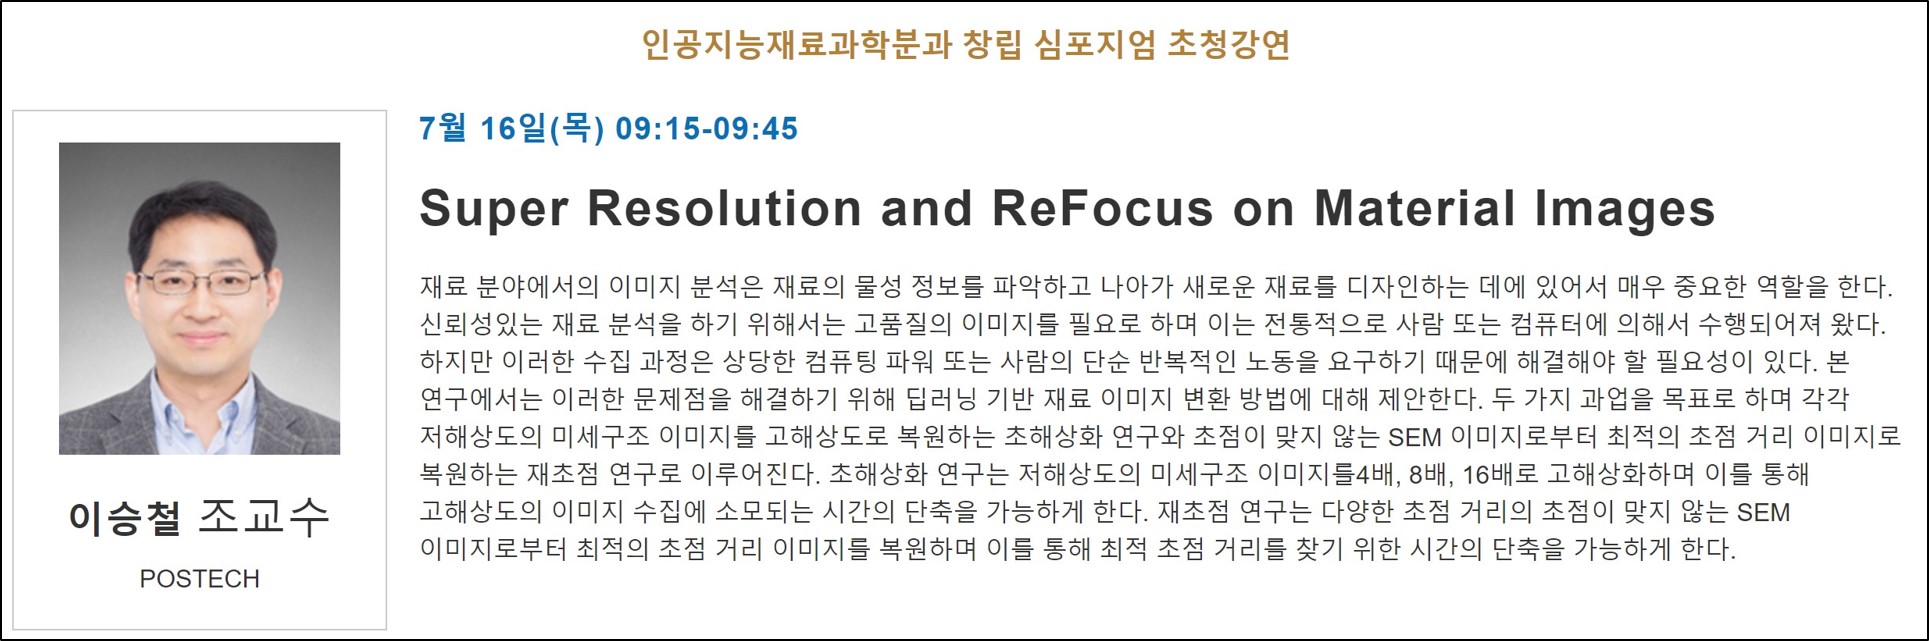 인공지능재료과학분과 창립 심포지엄 초청강연
7월 16일(목) 09:15-09:45
Super Resolution and ReFocus on Material Images
재료 분야에서의 이미지 분석은 재료의 물성 정보를 파악하고 나아가 새로운 재료를 디자인하는 데에 있어서 매우 중요한 역할을 한다.
신뢰성있는 재료 분석을 하기 위해서는 고품질의 이미지를 필요로 하며 이는 전통적으로 사람 또는 컴퓨터에 의해서 수행되어져 왔다.
하지만 이러한 수집 과정은 상당한 컴퓨팅 파워 또는 사람의 단순 반복적인 노동을 요구하기 때문에 해결해야 할 필요성이 있다. 본
연구에서는 이러한 문제점을 해결하기 위해 딥러닝 기반 재료 이미지 변환 방법에 대해 제안한다. 두 가지 과업을 목표로 하며 각각
저해상도의 미세구조 이미지를 고해상도로 복원하는 초해상화 연구와 초점이 맞지 않는 SEM 이미지로부터 최적의 초점 거리 이미지로
복원하는 재초점 연구로 이루어진다. 초해상화 연구는 저해상도의 미세구조 이미지를4배, 8배, 16배로 고해상화하며 이를 통해
고해상도의 이미지 수집에 소모되는 시간의 단축을 가능하게 한다. 재초점 연구는 다양한 초점 거리의 초점이 맞지 않는 SEM
이미지로부터 최적의 초점 거리 이미지를 복원하며 이를 통해 최적 초점 거리를 찾기 위한 시간의 단축을 가능하게 한다.
이승철 조교수
POSTECH